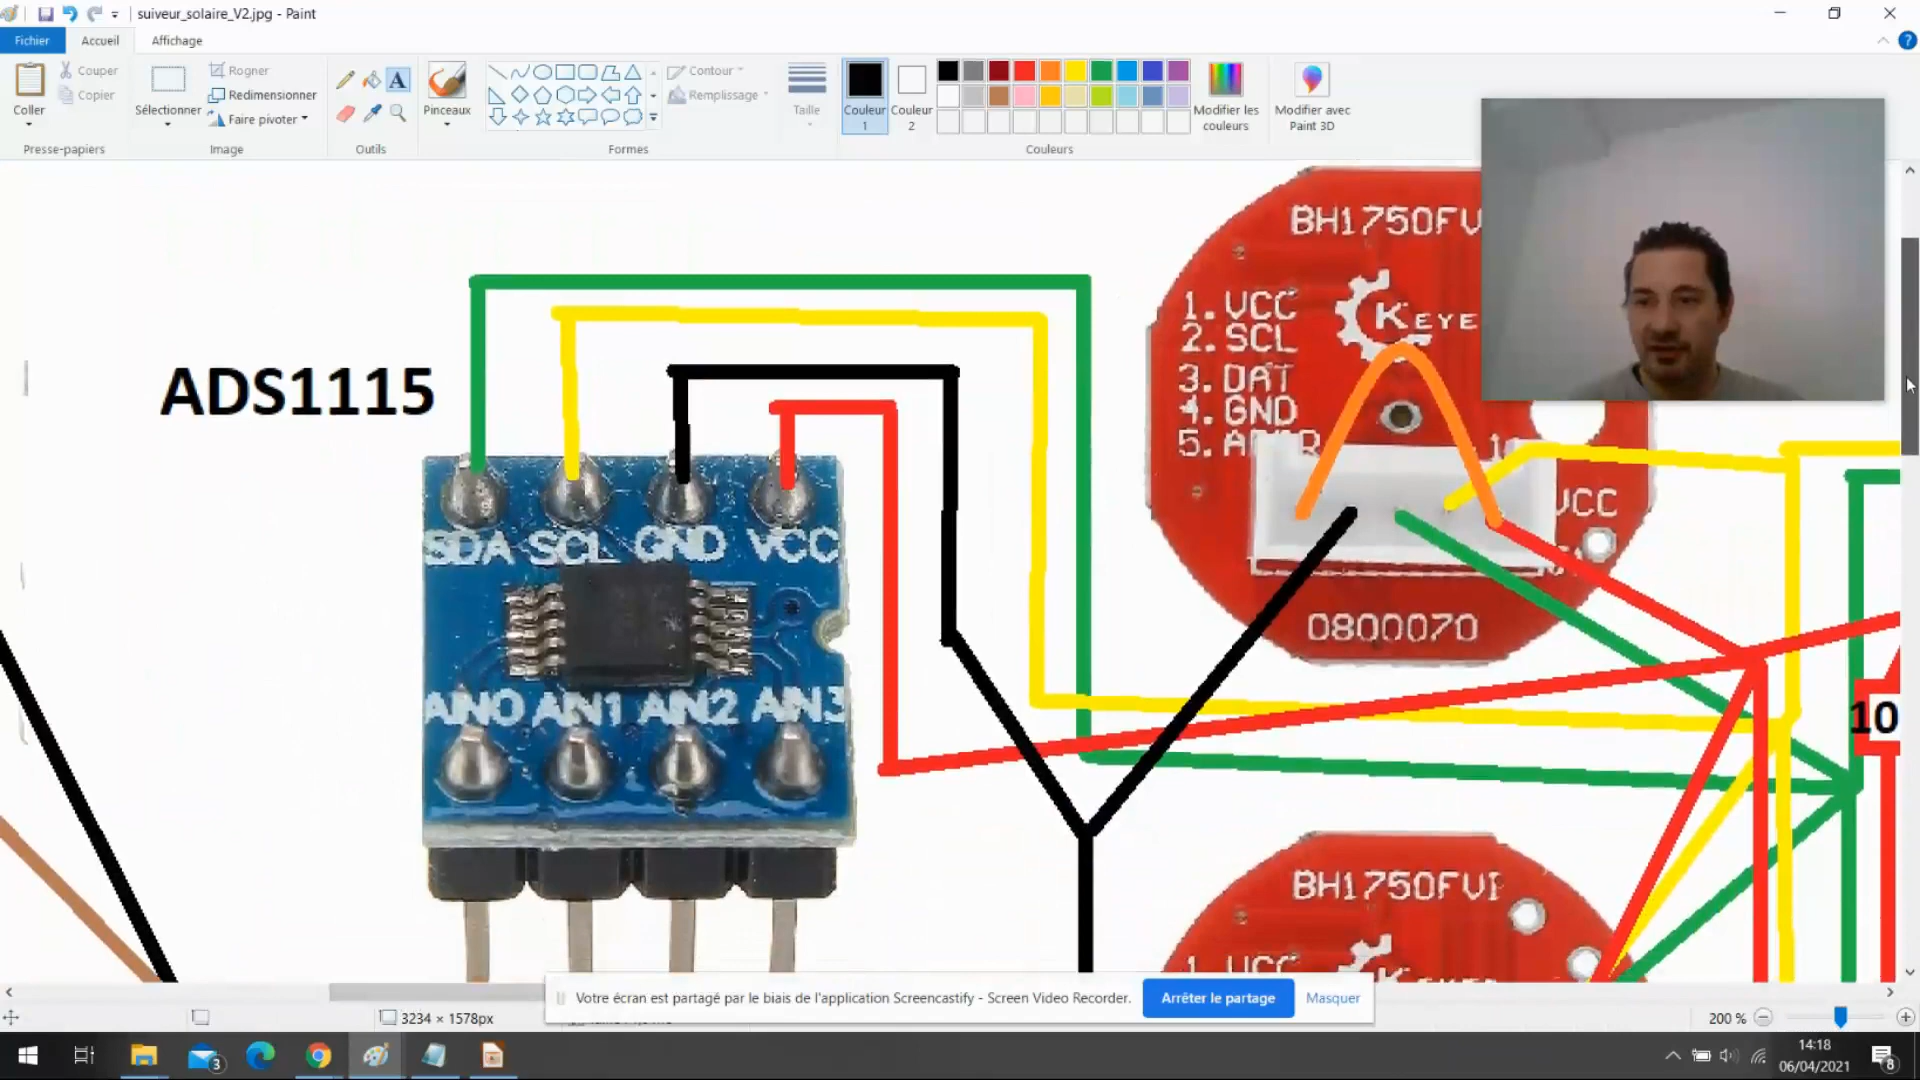 suiveur_solaire_V2.jpg - Paint
Fichier
Accueil
Affichage
Coller
Couper
Copier
Presse-papiers
Sélectionner
Rogner
Redimensionner
Faire pivoter
Image
A
Outils
Pinceaux
Contour
Remplissage
Formes
Taille
Couleur
1
Couleur
2
Modifier les
couleurs
Couleurs
Modifier avec
Paint 3D
ADS1115
SDA SCL GND VCC
AIN0 AIN1 AIN2 AIN3
BH1750FV
1. VCC
2. SCL
3. DAT
4. GND
5.
KEYE
VCC
0800070
10
BH1750FVI
Votre écran est partagé par le biais de l'application Screencastify - Screen Video Recorder.
Arrêter le partage
Masquer
3234 × 1578px
200 %
3
14:18
06/04/2021
8